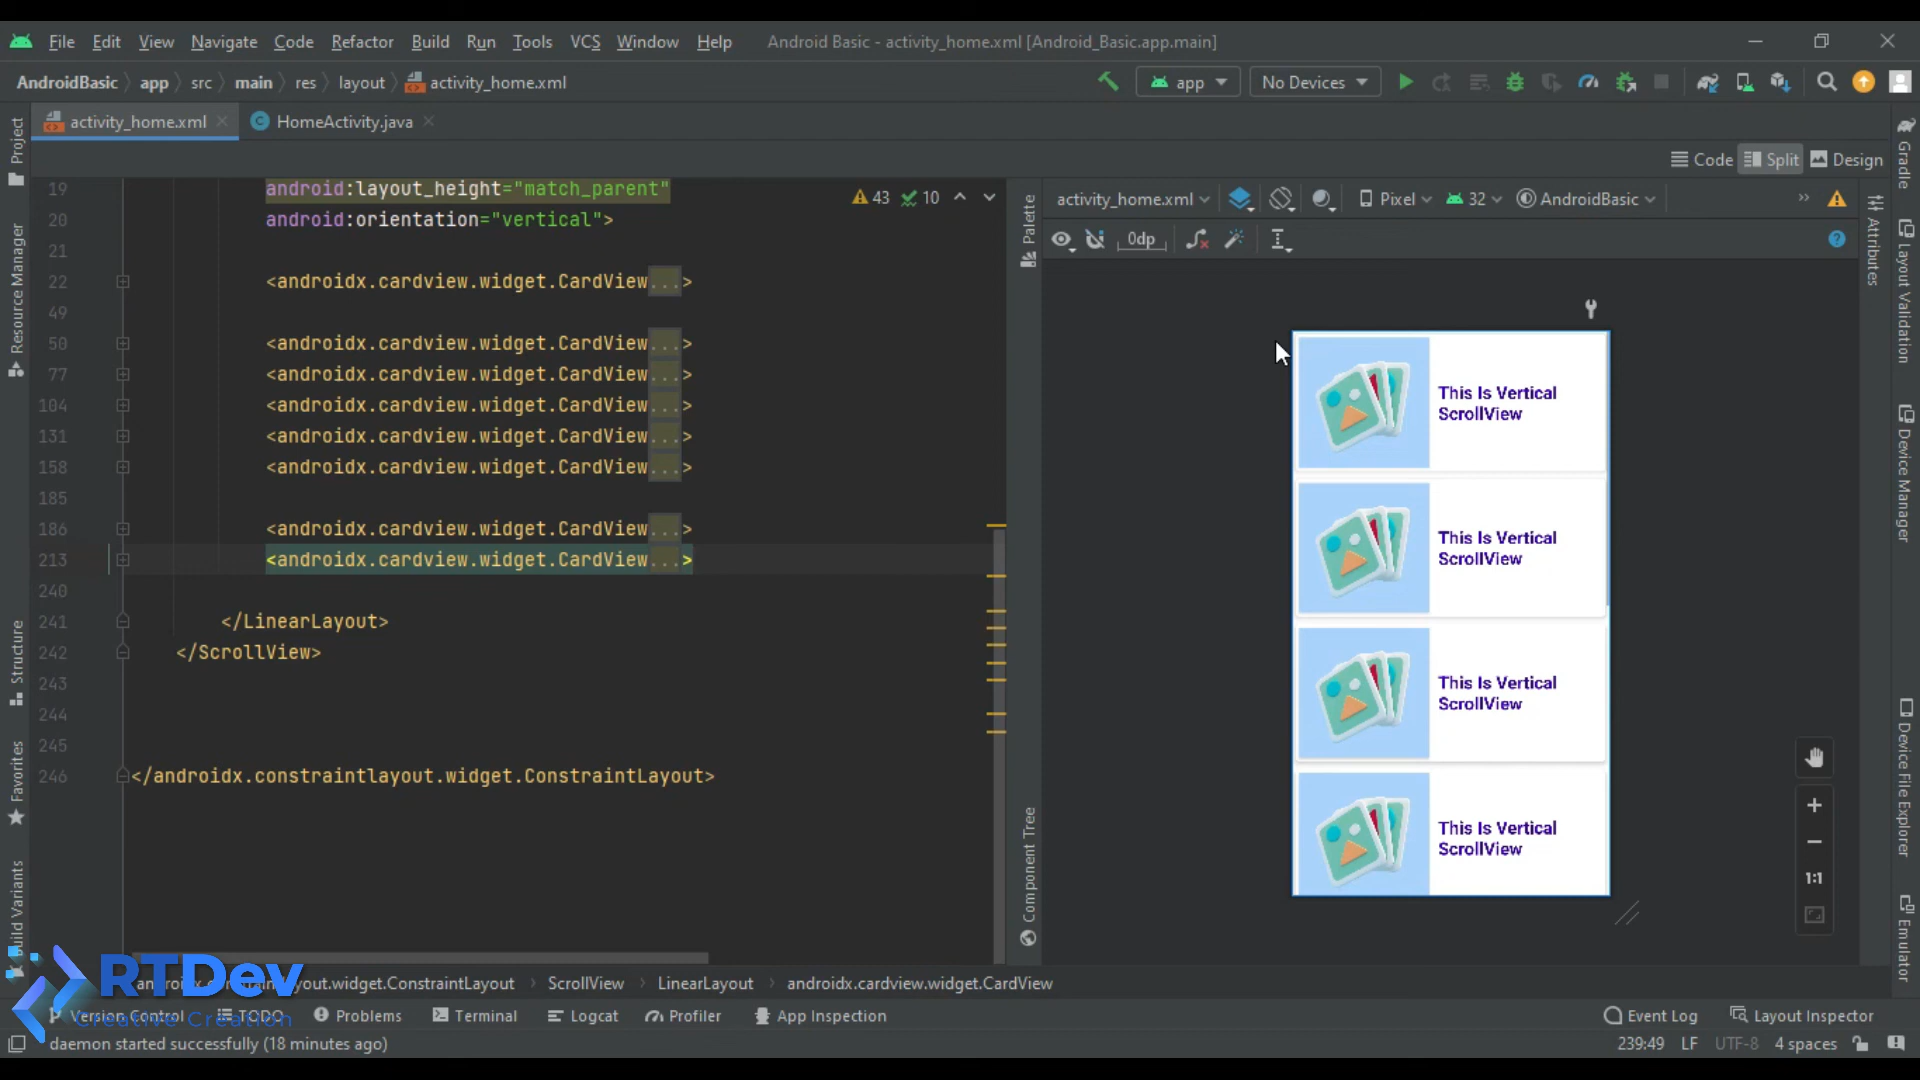 File Edit View Navigate Code Refactor Build Run Tools VCS Window Help Android Basic - activity_home.xml [Android_Basic.app.main]
AndroidBasic app src main res layout activity_home.xml app No Devices
activity_home.xml HomeActivity.java
Code Split Design
19 android:layout_height="match_parent"
20 android:orientation="vertical">
21
22 <androidx.cardview.widget.CardView...>
49
50 <androidx.cardview.widget.CardView...>
77 <androidx.cardview.widget.CardView...>
104 <androidx.cardview.widget.CardView...>
131 <androidx.cardview.widget.CardView...>
158 <androidx.cardview.widget.CardView...>
185
186 <androidx.cardview.widget.CardView...>
213 <androidx.cardview.widget.CardView...>
240
241 </LinearLayout>
242 </ScrollView>
243
244
245
246 </androidx.constraintlayout.widget.ConstraintLayout>
43 10
Project
Resource Manager
Structure
Favorites
Build Variants
Palette
Component Tree
activity_home.xml Pixel 32 AndroidBasic
0dp
This Is Vertical
ScrollView
This Is Vertical
ScrollView
This Is Vertical
ScrollView
This Is Vertical
ScrollView
1:1
Attributes
Gradle
Layout Validation
Device Manager
Device File Explorer
Emulator
RTDev
Creative Creation
androidx.constraintlayout.widget.ConstraintLayout ScrollView LinearLayout androidx.cardview.widget.CardView
Version Control TODO Problems Terminal Logcat Profiler App Inspection Event Log Layout Inspector
daemon started successfully (18 minutes ago) 239:49 LF UTF-8 4 spaces